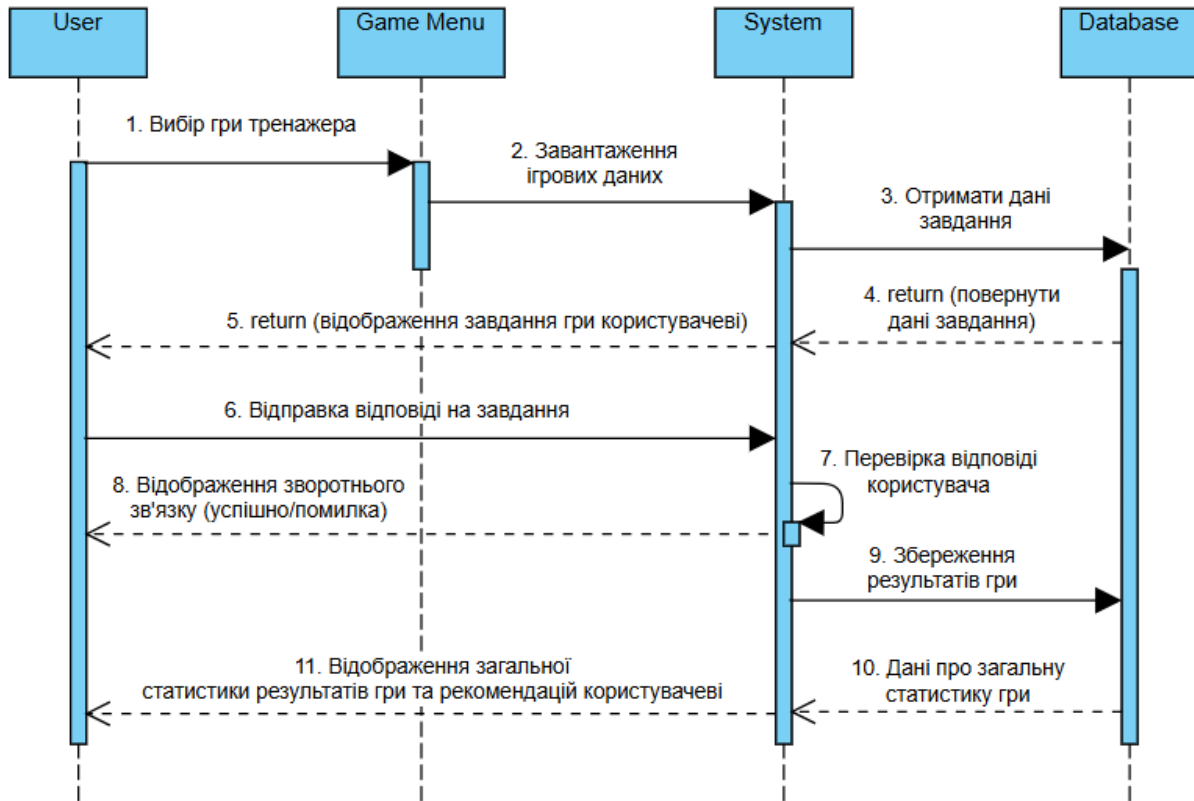 User
Game Menu
System
Database
1. Вибір гри тренажера
2. Завантаження
ігрових даних
3. Отримати дані
завдання
4. return (повернути
дані завдання)
5. return (відображення завдання гри користувачеві)
6. Відправка відповіді на завдання
7. Перевірка відповіді
користувача
8. Відображення зворотнього
зв'язку (успішно/помилка)
9. Збереження
результатів гри
10. Дані про загальну
статистику гри
11. Відображення загальної
статистики результатів гри та рекомендацій користувачеві